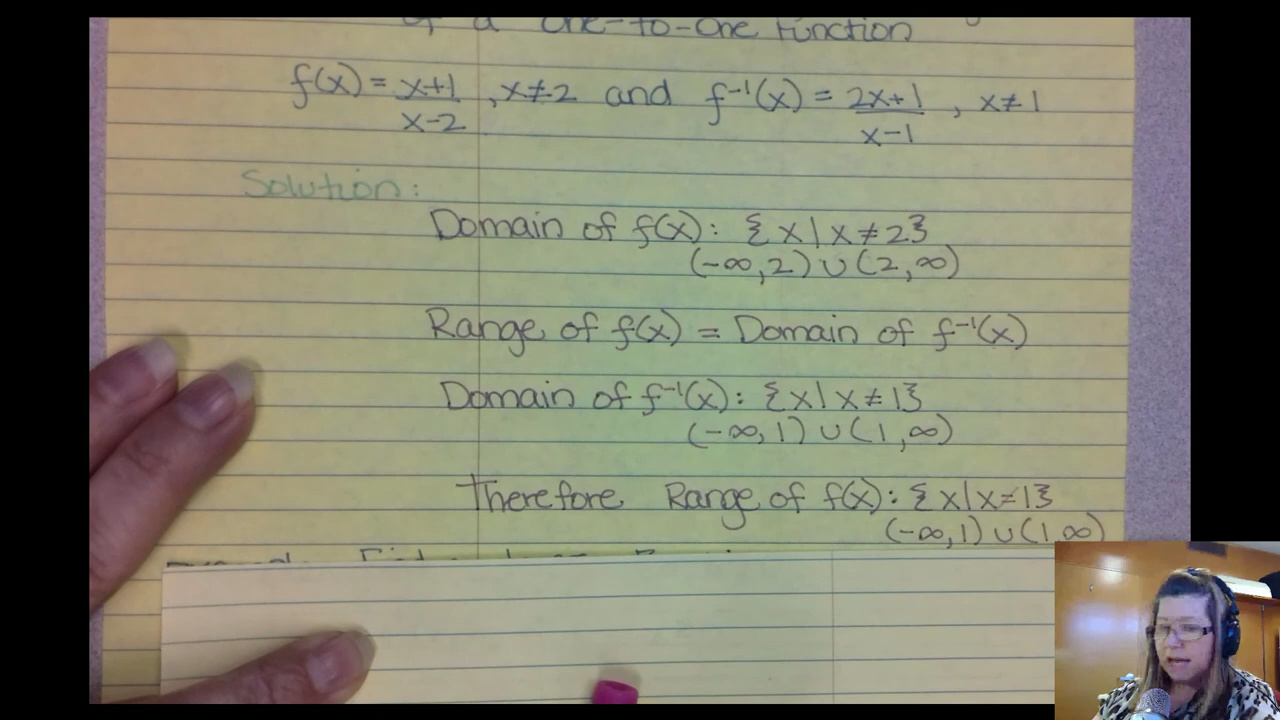 of a One-to-One Function
f(x) = x+1/x-2 , x≠2 and f⁻¹(x) = 2x+1/x-1 , x≠1
Solution:
Domain of f(x): {x|x≠2}
(-∞,2)∪(2,∞)
Range of f(x) = Domain of f⁻¹(x)
Domain of f⁻¹(x): {x|x≠1}
(-∞,1)∪(1,∞)
Therefore Range of f(x): {x|x≠1}
(-∞,1)∪(1,∞)